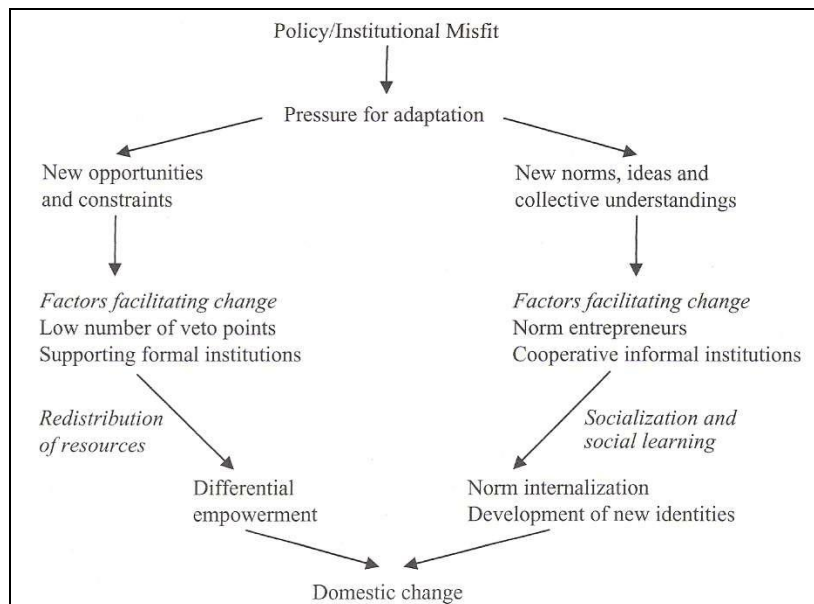 Policy/Institutional Misfit
Pressure for adaptation
New opportunities
and constraints
New norms, ideas and
collective understandings
Factors facilitating change
Low number of veto points
Supporting formal institutions
Factors facilitating change
Norm entrepreneurs
Cooperative informal institutions
Redistribution
of resources
Socialization and
social learning
Differential
empowerment
Norm internalization
Development of new identities
Domestic change